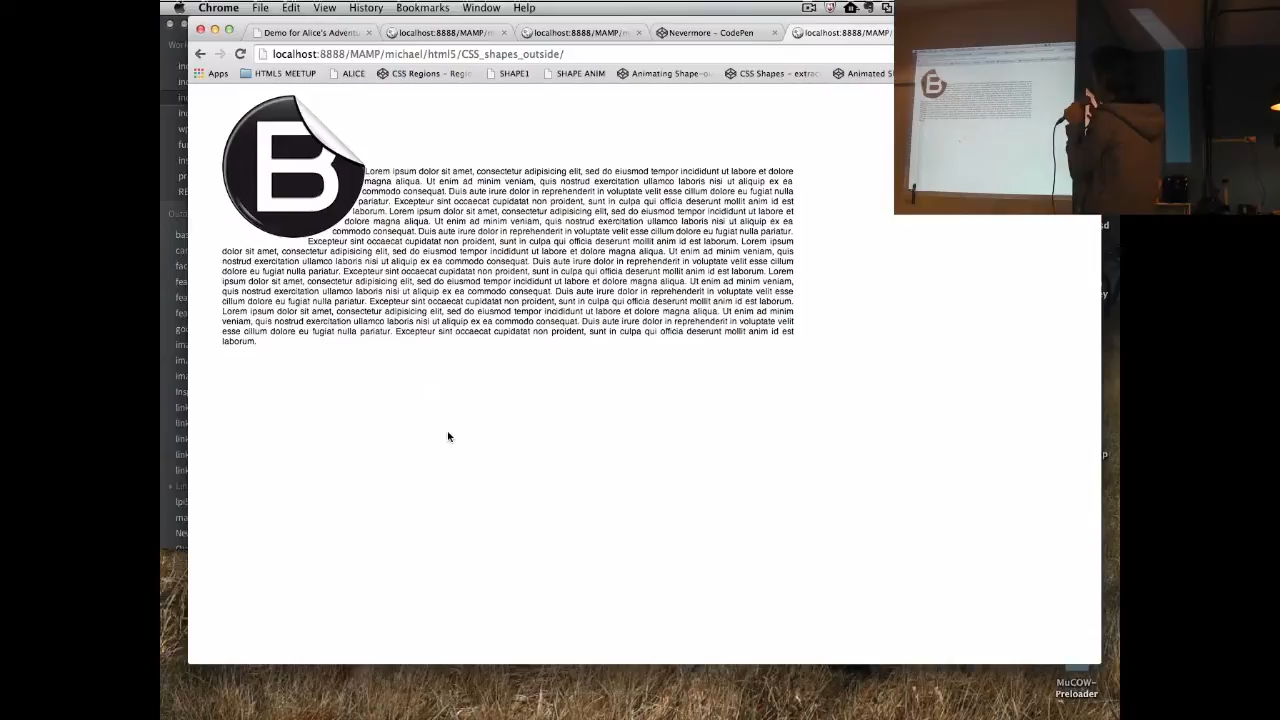 Chrome File Edit View History Bookmarks Window Help
Demo for Alice's Adventu localhost:8888/MAMP/m localhost:8888/MAMP/m Nevermore - CodePen localhost:8888/MAMP/m
localhost:8888/MAMP/michael/html5/CSS_shapes_outside/
Apps HTML5 MEETUP ALICE CSS Regions - Regi SHAPE1 SHAPE ANIM Animating Shape-ou CSS Shapes - extrac Animated S
B
Lorem ipsum dolor sit amet, consectetur adipisicing elit, sed do eiusmod tempor incididunt ut labore et dolore
magna aliqua. Ut enim ad minim veniam, quis nostrud exercitation ullamco laboris nisi ut aliquip ex ea
commodo consequat. Duis aute irure dolor in reprehenderit in voluptate velit esse cillum dolore eu fugiat nulla
pariatur. Excepteur sint occaecat cupidatat non proident, sunt in culpa qui officia deserunt mollit anim id est
laborum. Lorem ipsum dolor sit amet, consectetur adipisicing elit, sed do eiusmod tempor incididunt ut labore et
dolore magna aliqua. Ut enim ad minim veniam, quis nostrud exercitation ullamco laboris nisi ut aliquip ex ea
commodo consequat. Duis aute irure dolor in reprehenderit in voluptate velit esse cillum dolore eu fugiat nulla pariatur.
Excepteur sint occaecat cupidatat non proident, sunt in culpa qui officia deserunt mollit anim id est laborum. Lorem ipsum
dolor sit amet, consectetur adipisicing elit, sed do eiusmod tempor incididunt ut labore et dolore magna aliqua. Ut enim ad minim
veniam, quis nostrud exercitation ullamco laboris nisi ut aliquip ex ea commodo consequat. Duis aute irure dolor in reprehenderit in voluptate velit esse cillum
dolore eu fugiat nulla pariatur. Excepteur sint occaecat cupidatat non proident, sunt in culpa qui officia deserunt mollit anim id est laborum. Lorem
ipsum dolor sit amet, consectetur adipisicing elit, sed do eiusmod tempor incididunt ut labore et dolore magna aliqua. Ut enim ad minim veniam,
quis nostrud exercitation ullamco laboris nisi ut aliquip ex ea commodo consequat. Duis aute irure dolor in reprehenderit in voluptate velit esse
cillum dolore eu fugiat nulla pariatur. Excepteur sint occaecat cupidatat non proident, sunt in culpa qui officia deserunt mollit anim id est laborum.
Lorem ipsum dolor sit amet, consectetur adipisicing elit, sed do eiusmod tempor incididunt ut labore et dolore magna aliqua. Ut enim ad minim
veniam, quis nostrud exercitation ullamco laboris nisi ut aliquip ex ea commodo consequat. Duis aute irure dolor in reprehenderit in voluptate velit
esse cillum dolore eu fugiat nulla pariatur. Excepteur sint occaecat cupidatat non proident, sunt in culpa qui officia deserunt mollit anim id est
laborum.
MuCOW-
Preloader